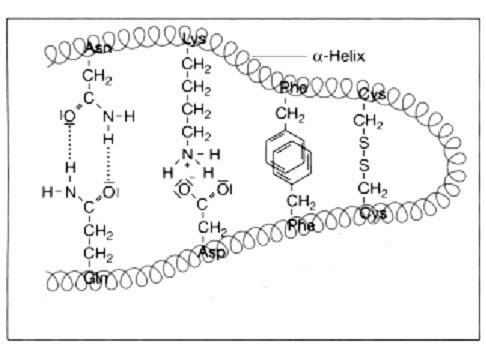 Asn Lys
α-Helix
Phe Cys
CH₂ CH₂ CH₂ CH₂
C CH₂ S
|O N-H CH₂ S
H CH₂ CH₂
H N-H
H + H
H-N O| |O⁻ O|
C C CH₂
CH₂ CH₂ Phe Cys
CH₂ Asp
Gln